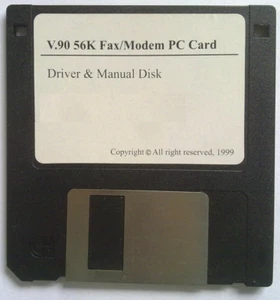 V.90 56K Fax/Modem PC Card
Driver & Manual Disk
Copyright © All right reserved, 1999